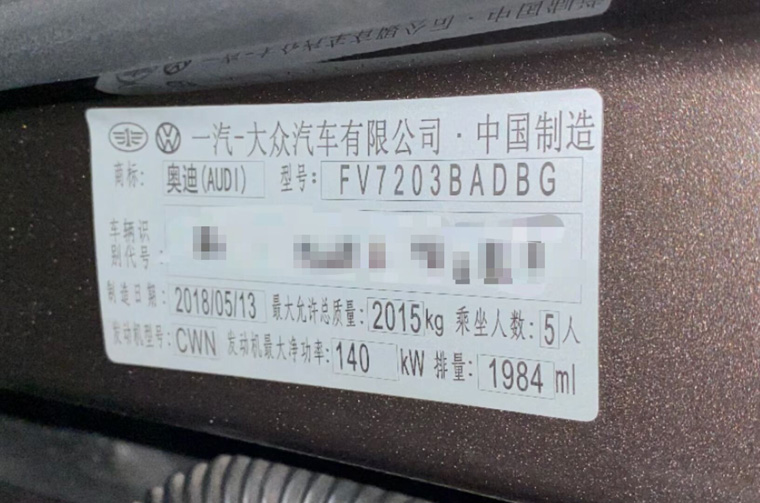 一汽-大众汽车有限公司·中国制造
商标: 奥迪(AUDI) 型号: FV7203BADBG
车辆识别代号:
制造日期: 2018/05/13 最大允许总质量: 2015kg 乘坐人数: 5人
发动机型号: CWN 发动机最大净功率: 140 kW 排量: 1984 ml